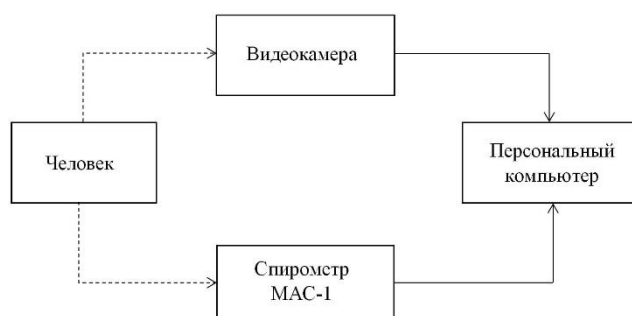 Видеокамера
Человек
Персональный
компьютер
Спирометр
МАС-1